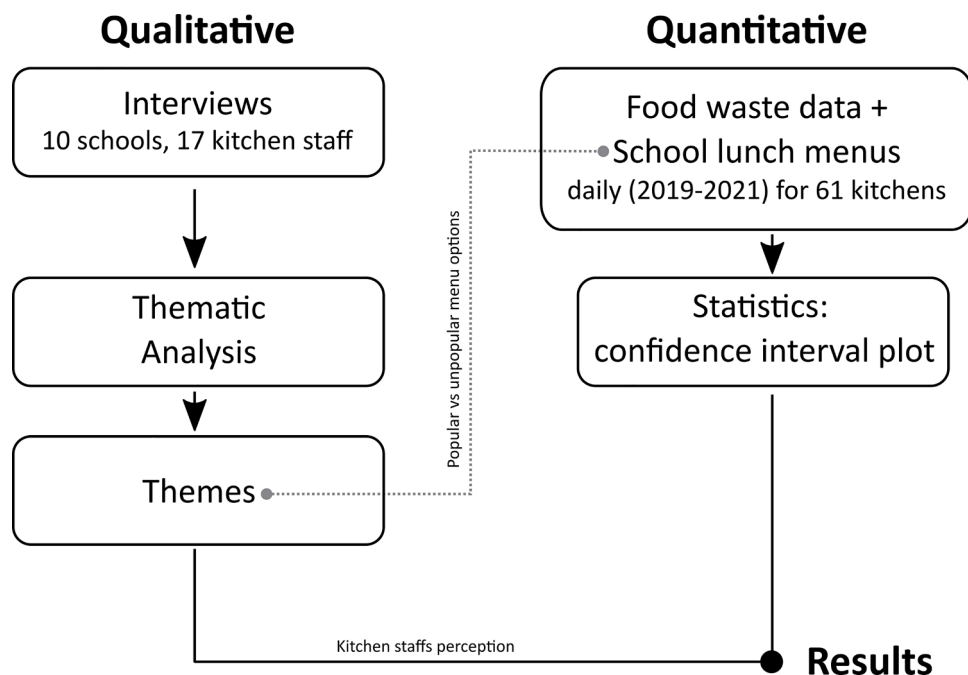 Qualitative
Interviews
10 schools, 17 kitchen staff
Thematic
Analysis
Themes
Quantitative
Food waste data +
School lunch menus
daily (2019-2021) for 61 kitchens
Statistics:
confidence interval plot
Popular vs unpopular menu options
Kitchen staffs perception
Results